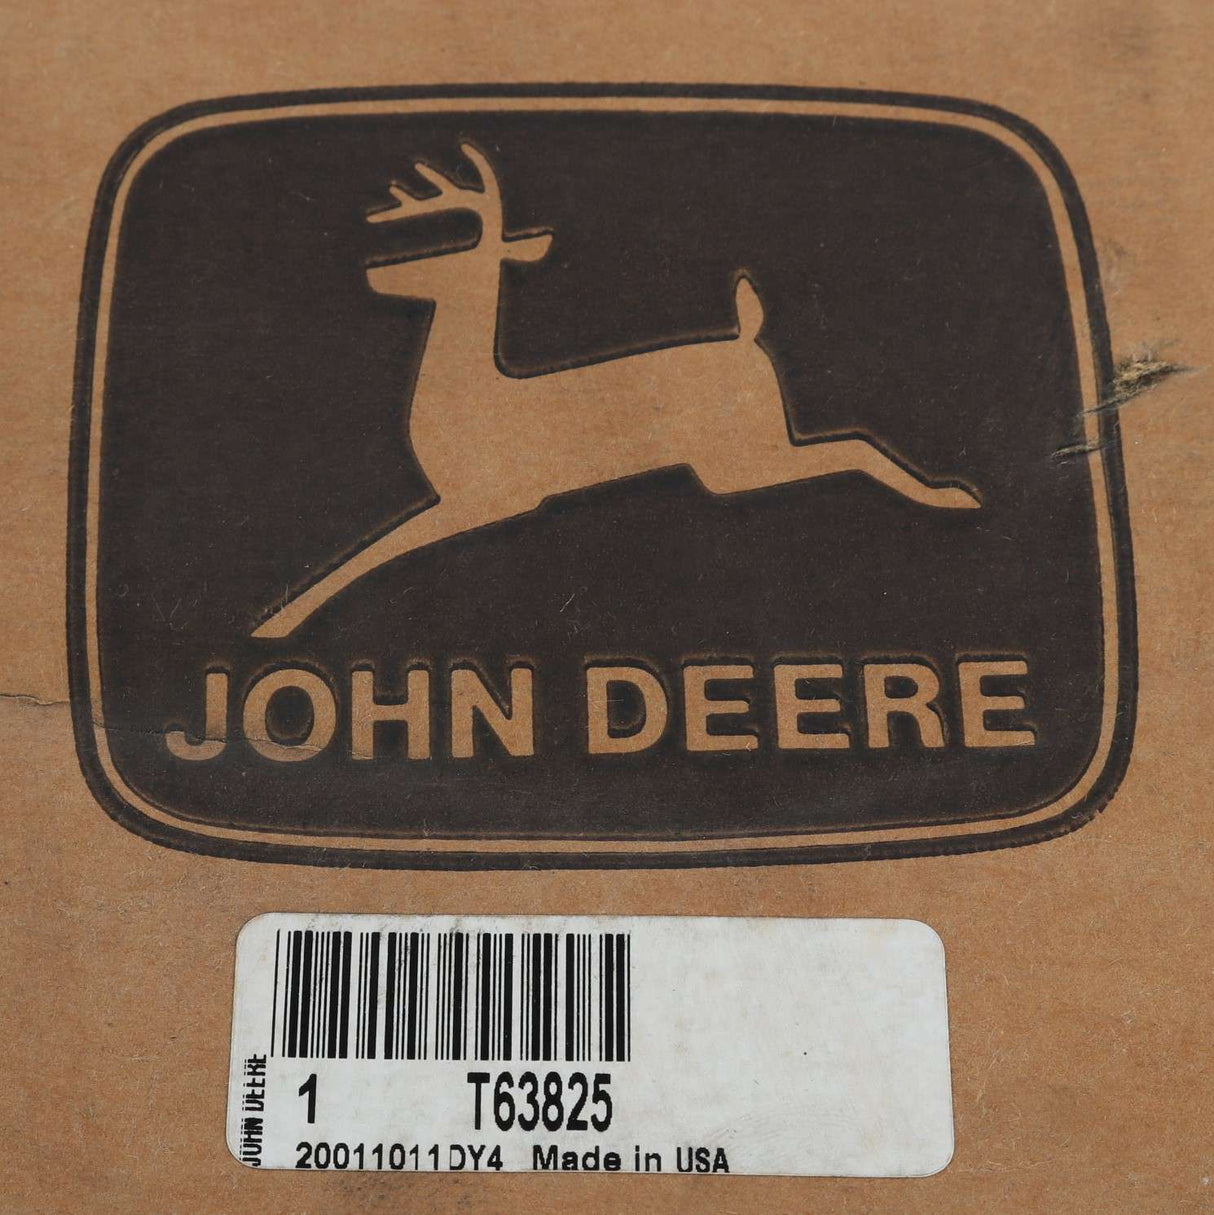 JOHN DEERE
JOHN DEERE
1 T63825
20011011DY4 Made in USA